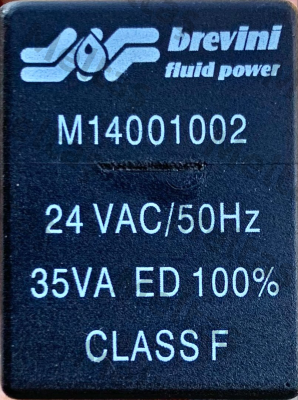 brevini
fluid power
M14001002
24 VAC/50Hz
35VA ED 100%
CLASS F